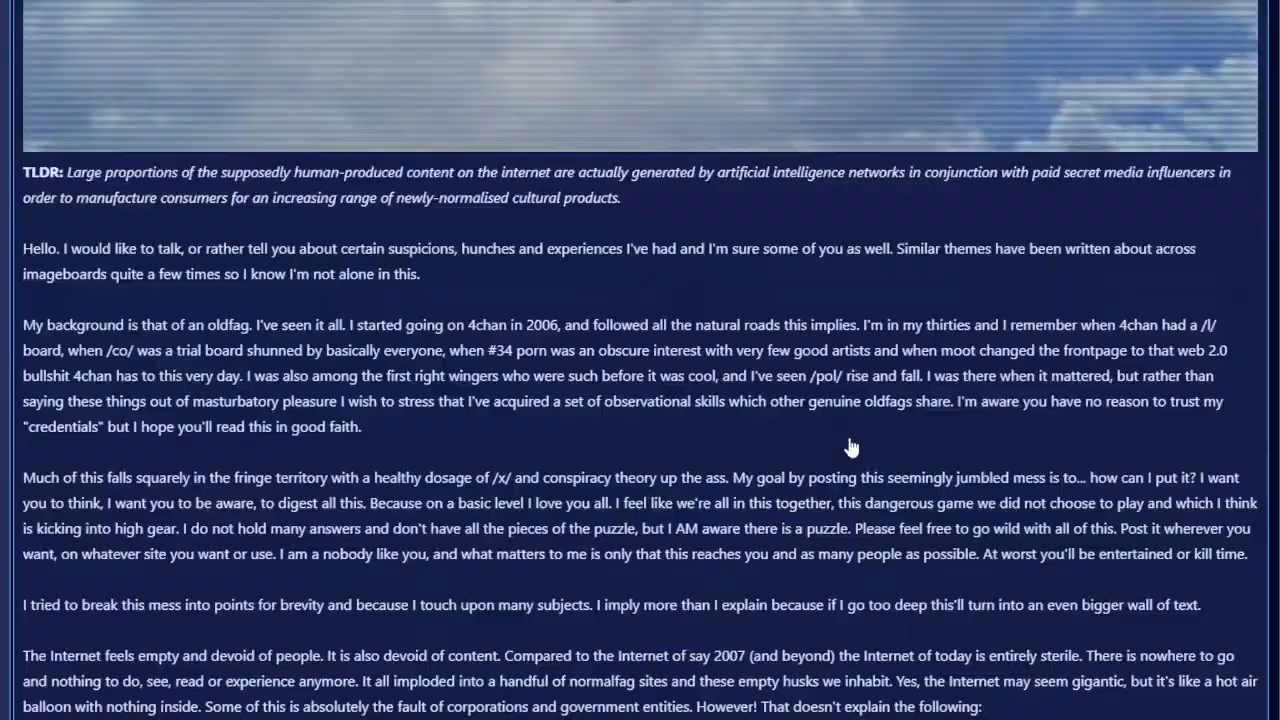 TLDR: Large proportions of the supposedly human-produced content on the internet are actually generated by artificial intelligence networks in conjunction with paid secret media influencers in
order to manufacture consumers for an increasing range of newly-normalised cultural products.
Hello. I would like to talk, or rather tell you about certain suspicions, hunches and experiences I've had and I'm sure some of you as well. Similar themes have been written about across
imageboards quite a few times so I know I'm not alone in this.
My background is that of an oldfag. I've seen it all. I started going on 4chan in 2006, and followed all the natural roads this implies. I'm in my thirties and I remember when 4chan had a /l/
board, when /co/ was a trial board shunned by basically everyone, when #34 porn was an obscure interest with very few good artists and when moot changed the frontpage to that web 2.0
bullshit 4chan has to this very day. I was also among the first right wingers who were such before it was cool, and I've seen /pol/ rise and fall. I was there when it mattered, but rather than
saying these things out of masturbatory pleasure I wish to stress that I've acquired a set of observational skills which other genuine oldfags share. I'm aware you have no reason to trust my
"credentials" but I hope you'll read this in good faith.
Much of this falls squarely in the fringe territory with a healthy dosage of /x/ and conspiracy theory up the ass. My goal by posting this seemingly jumbled mess is to... how can I put it? I want
you to think, I want you to be aware, to digest all this. Because on a basic level I love you all. I feel like we're all in this together, this dangerous game we did not choose to play and which I think
is kicking into high gear. I do not hold many answers and don't have all the pieces of the puzzle, but I AM aware there is a puzzle. Please feel free to go wild with all of this. Post it wherever you
want, on whatever site you want or use. I am a nobody like you, and what matters to me is only that this reaches you and as many people as possible. At worst you'll be entertained or kill time.
I tried to break this mess into points for brevity and because I touch upon many subjects. I imply more than I explain because if I go too deep this'll turn into an even bigger wall of text.
The Internet feels empty and devoid of people. It is also devoid of content. Compared to the Internet of say 2007 (and beyond) the Internet of today is entirely sterile. There is nowhere to go
and nothing to do, see, read or experience anymore. It all imploded into a handful of normalfag sites and these empty husks we inhabit. Yes, the Internet may seem gigantic, but it's like a hot air
balloon with nothing inside. Some of this is absolutely the fault of corporations and government entities. However! That doesn't explain the following: